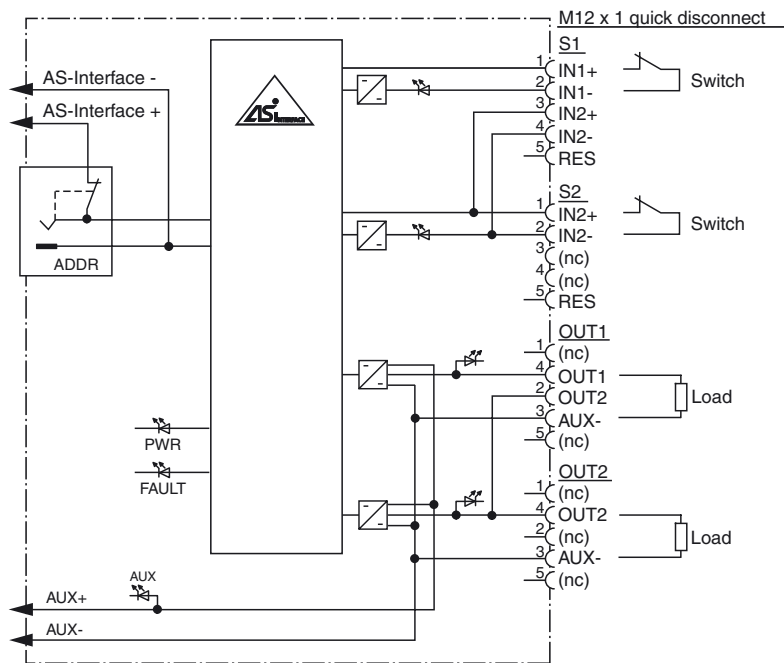 M12 x 1 quick disconnect
S1
1 IN1+
2 IN1-
3 IN2+
4 IN2-
5 RES
Switch
S2
1 IN2+
2 IN2-
3 (nc)
4 (nc)
5 RES
Switch
OUT1
1 (nc)
4 OUT1
2 OUT2
3 AUX-
5 (nc)
Load
OUT2
1 (nc)
4 OUT2
2 (nc)
3 AUX-
5 (nc)
Load
AS-Interface -
AS-Interface +
ADDR
ASi INTERFACE
PWR
FAULT
AUX
AUX+
AUX-